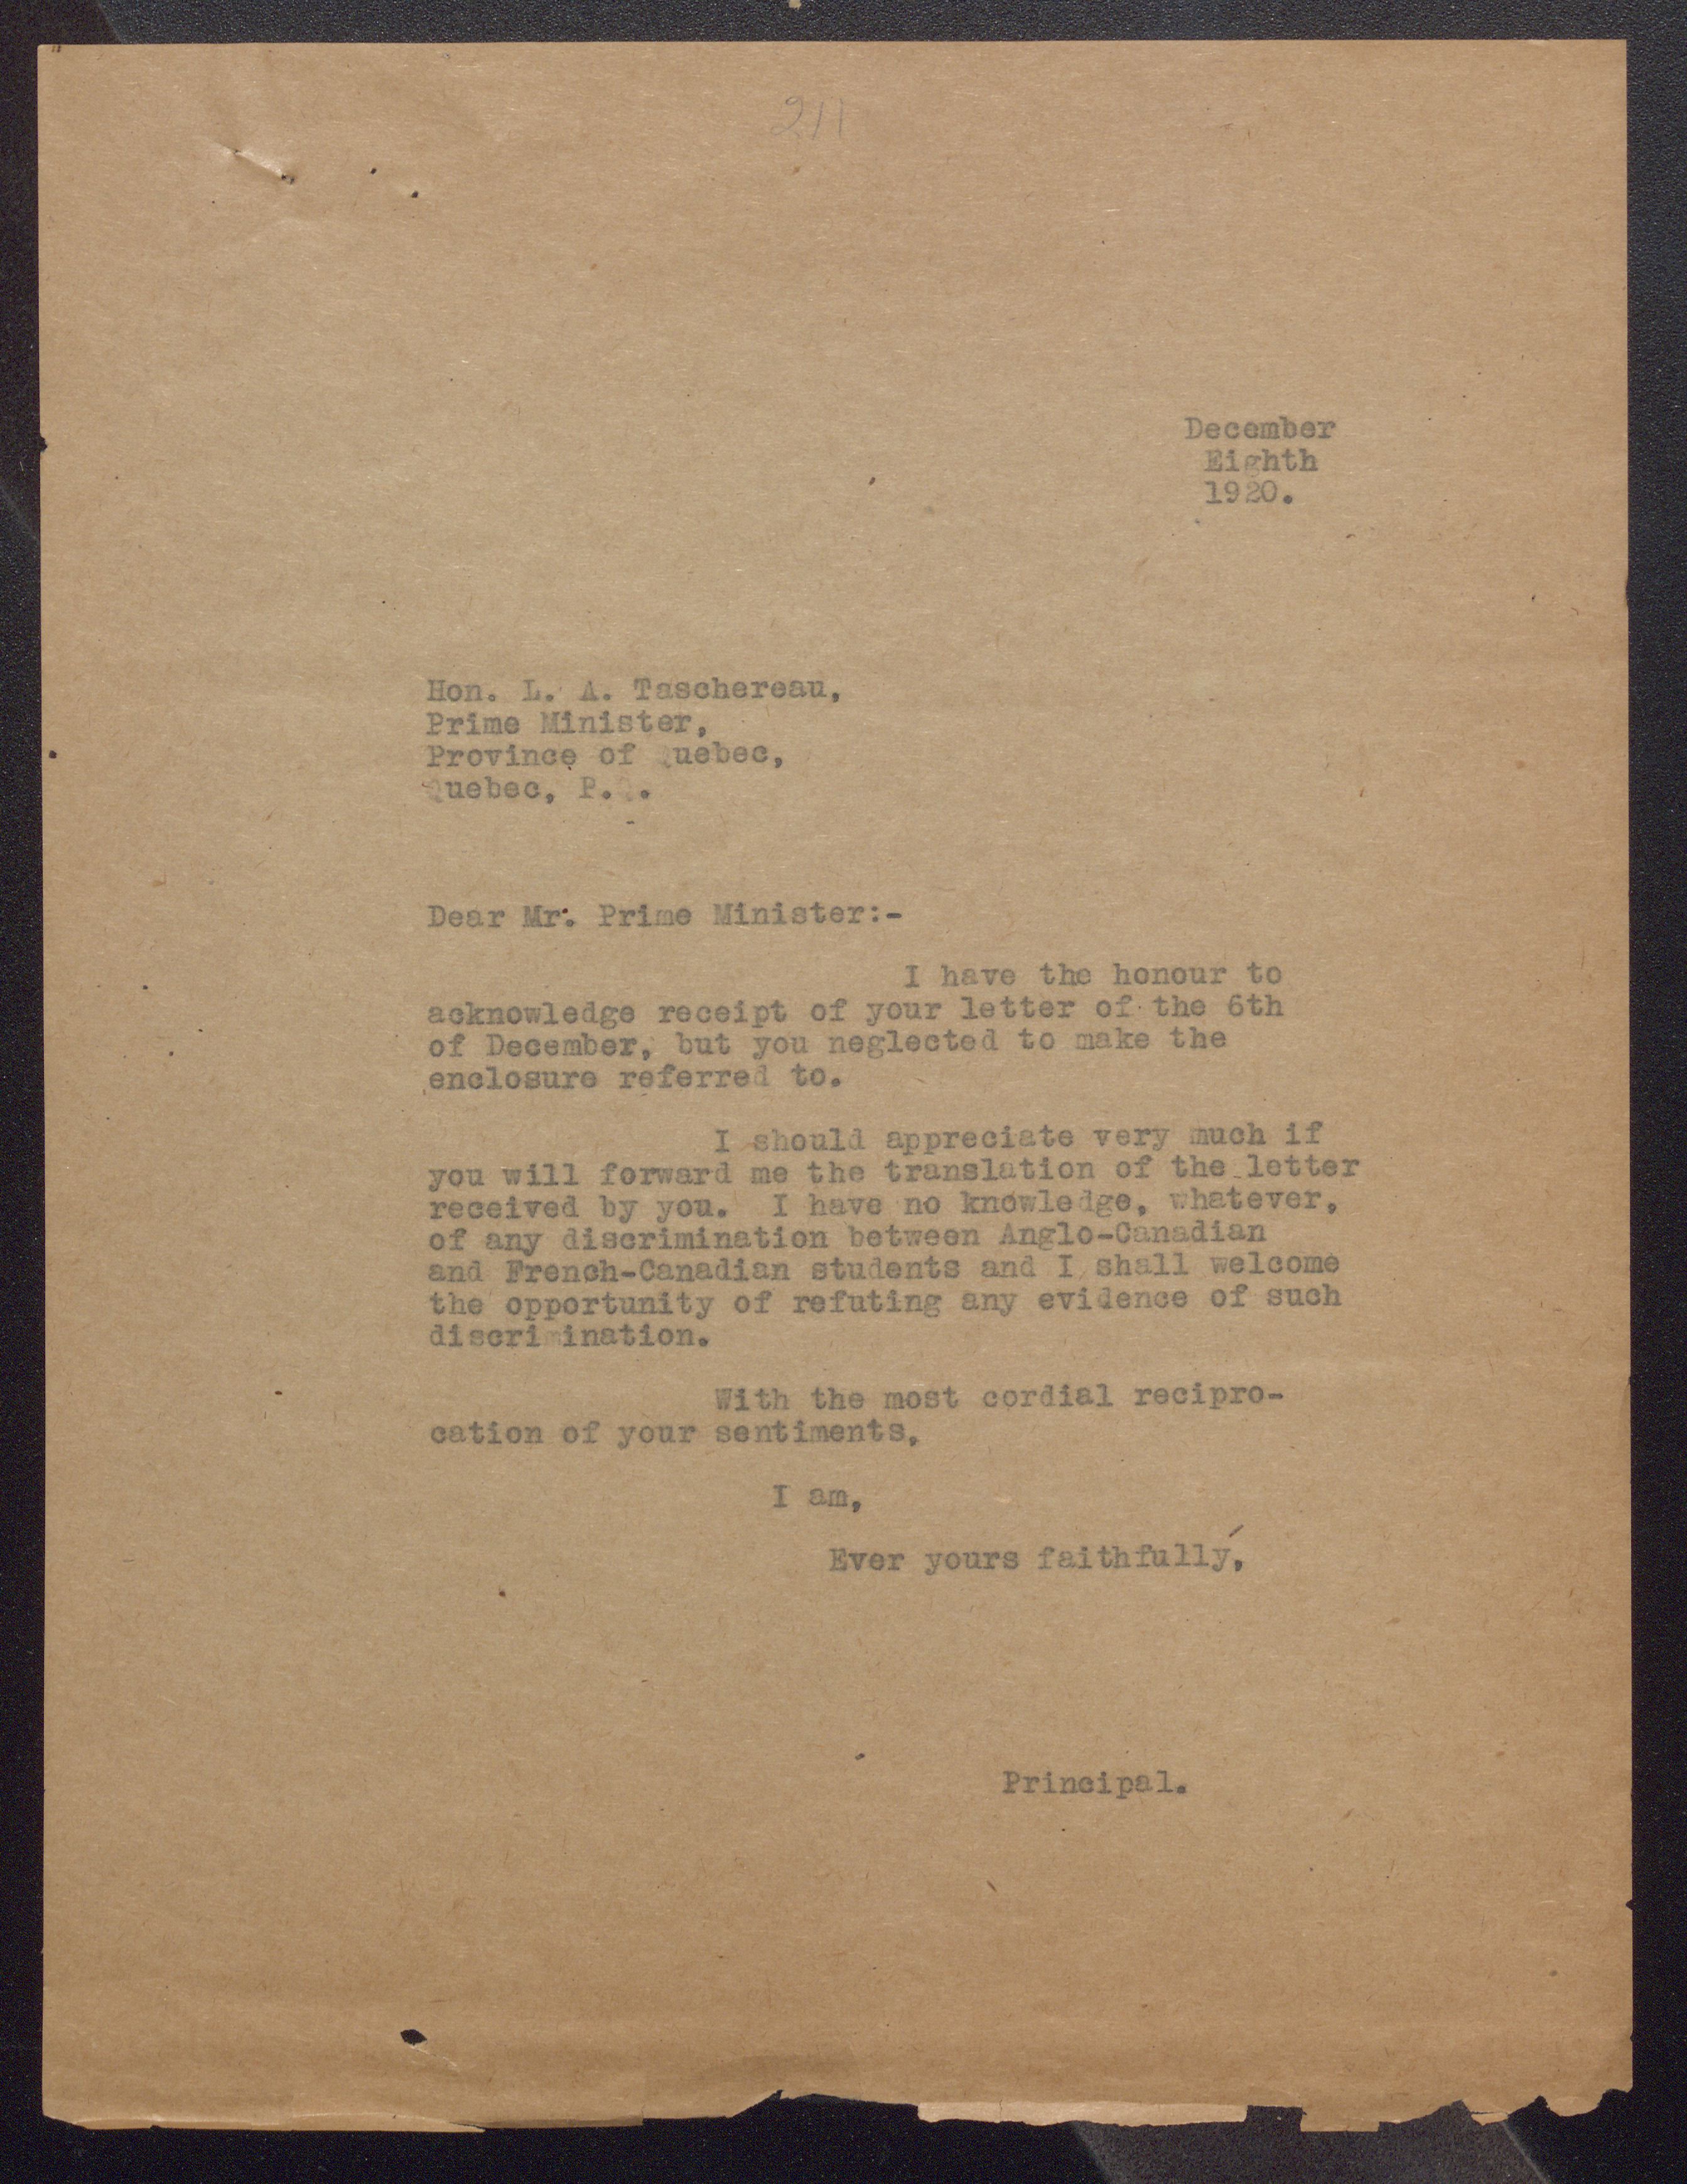 211
December
Eighth
1920.
Hon. L. A. Taschereau,
Prime Minister,
Province of Quebec,
Quebec, P. Q.
Dear Mr. Prime Minister:-
I have the honour to
acknowledge receipt of your letter of the 6th
of December, but you neglected to make the
enclosure referred to.
I should appreciate very much if
you will forward me the translation of the letter
received by you.  I have no knowledge, whatever,
of any discrimination between Anglo-Canadian
and French-Canadian students and I shall welcome
the opportunity of refuting any evidence of such
discrimination.
With the most cordial recipro-
cation of your sentiments,
I am,
Ever yours faithfully,
Principal.